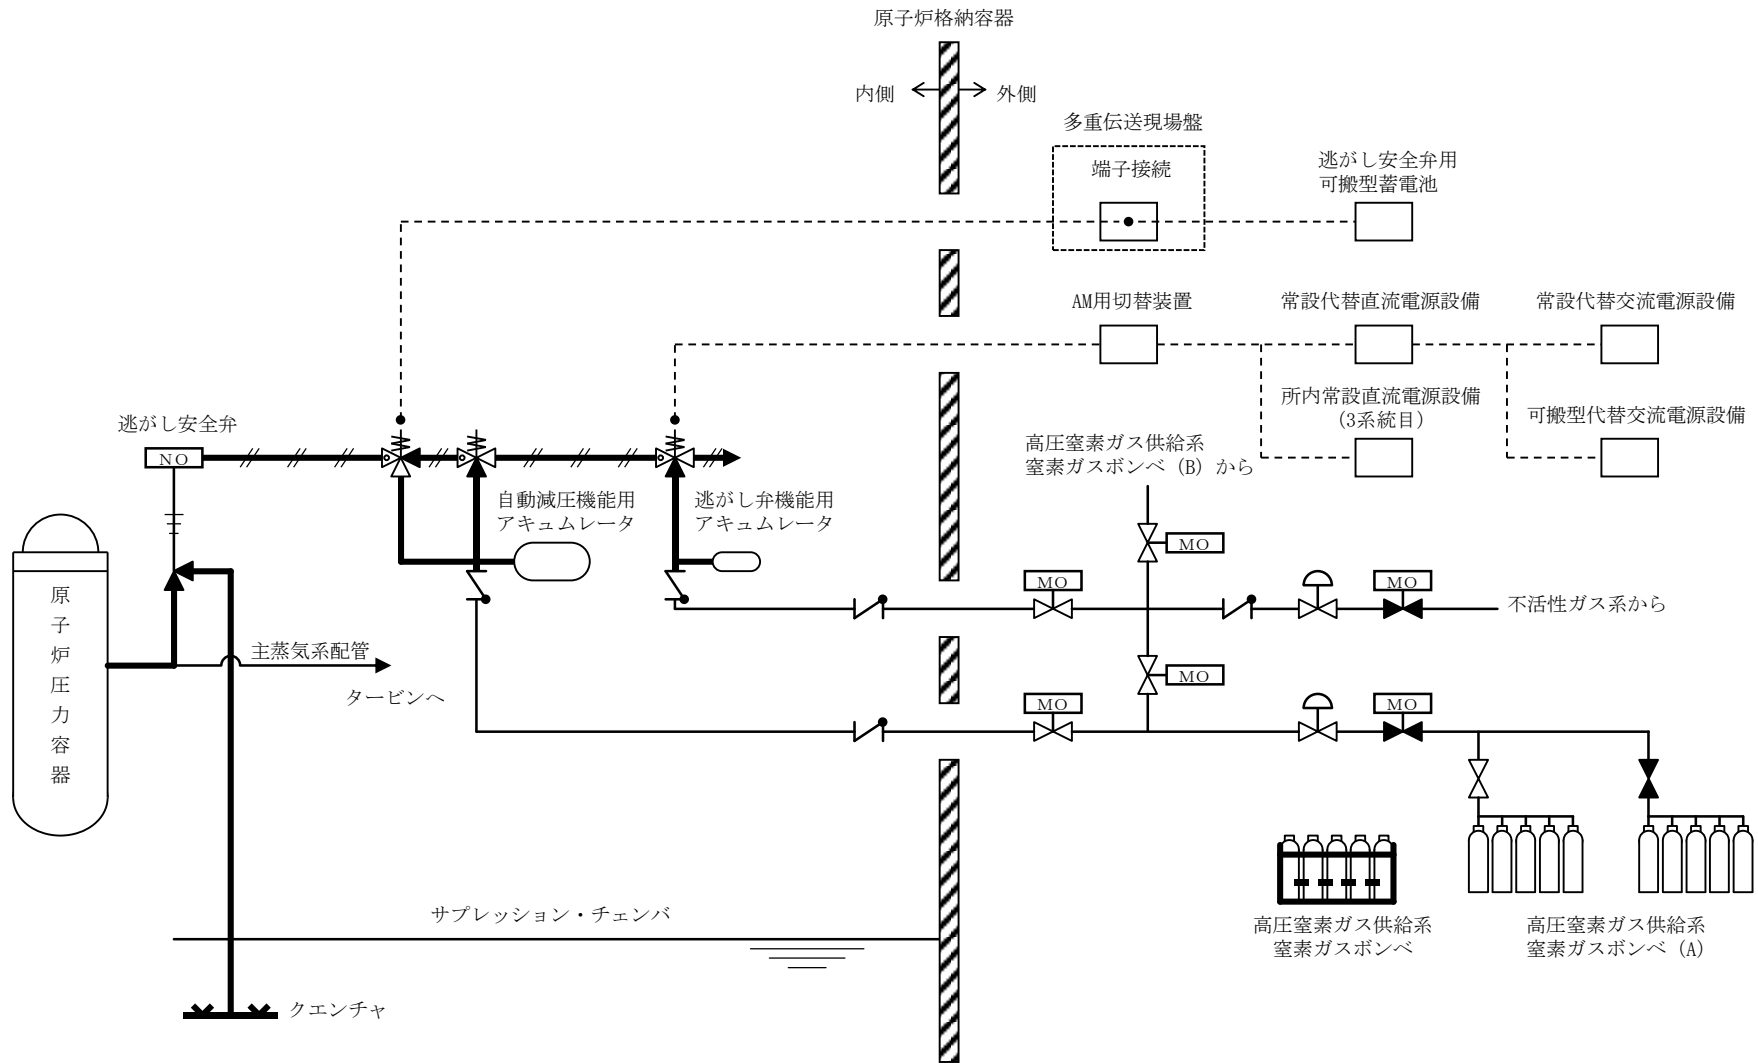 原子炉格納容器
内側
外側
多重伝送現場盤
端子接続
逃がし安全弁用
可搬型蓄電池
AM用切替装置
常設代替直流電源設備
常設代替交流電源設備
所内常設直流電源設備
(3系統目)
可搬型代替交流電源設備
逃がし安全弁
NO
高圧窒素ガス供給系
窒素ガスボンベ (B) から
自動減圧機能用
アキュムレータ
逃がし弁機能用
アキュムレータ
MO
MO
MO
不活性ガス系から
原子炉圧力容器
主蒸気系配管
タービンへ
MO
MO
MO
サプレッション・チェンバ
高圧窒素ガス供給系
窒素ガスボンベ
高圧窒素ガス供給系
窒素ガスボンベ (A)
クエンチャ